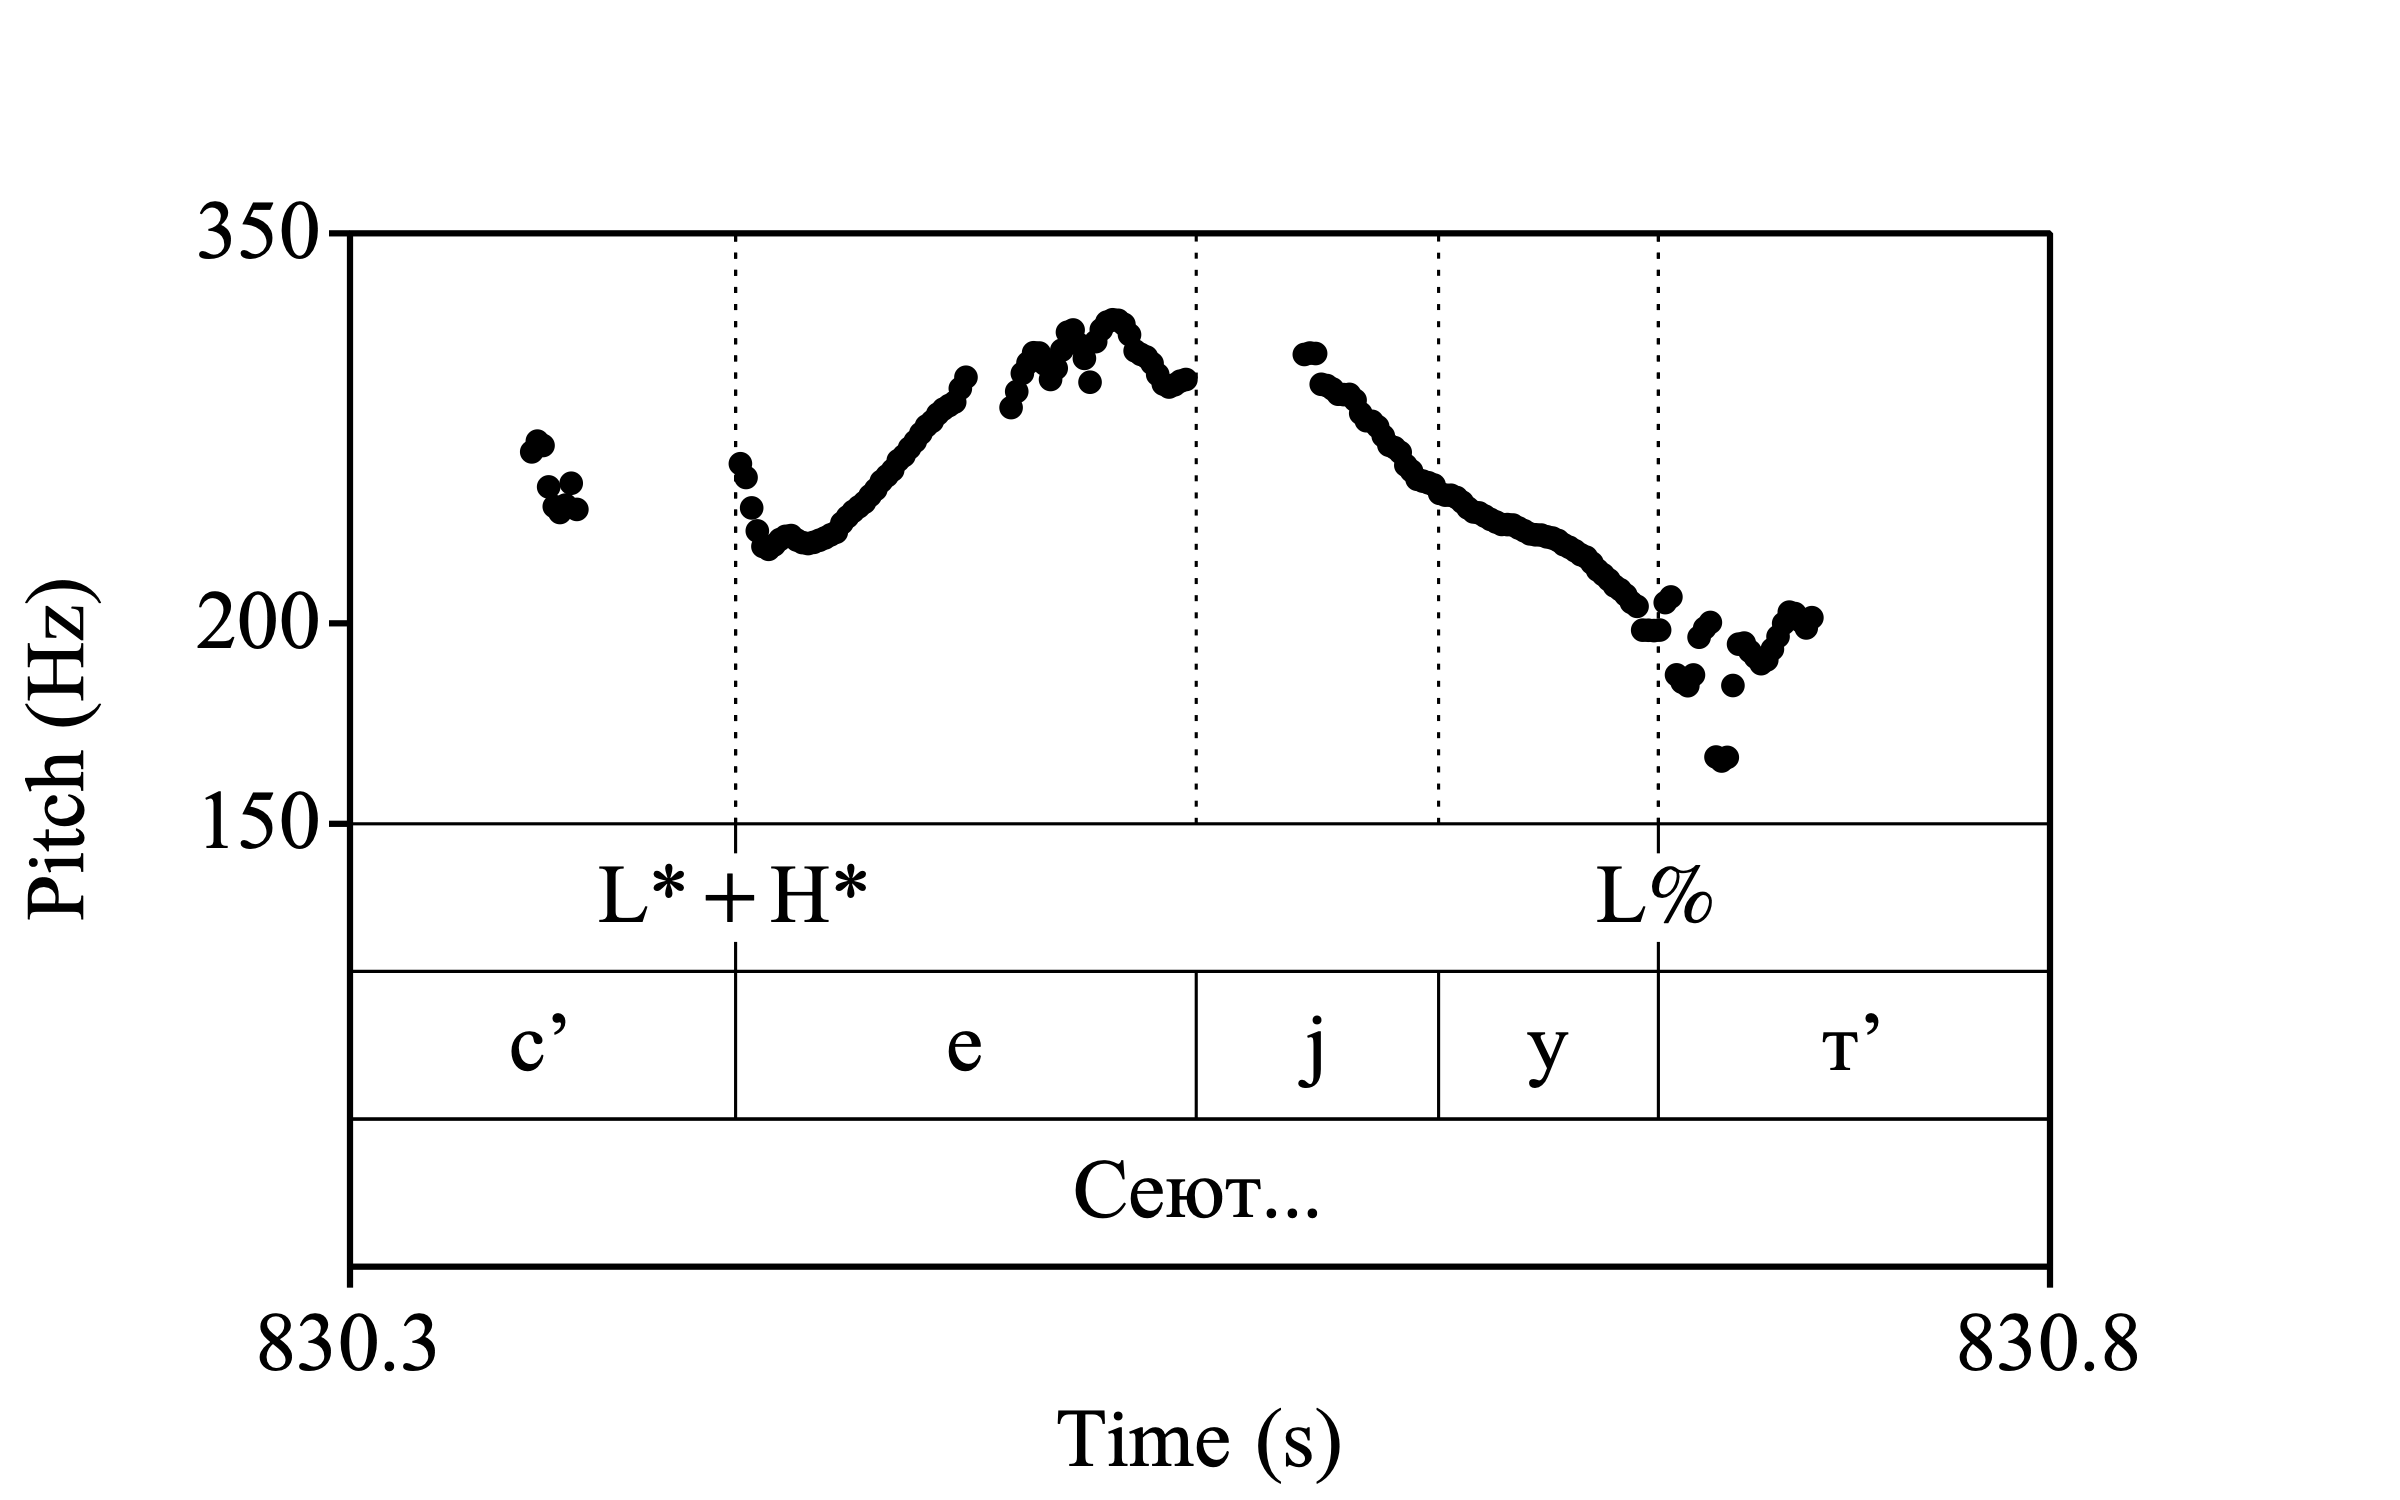 350
200
150
Pitch (Hz)
L*+H* L%
с’ е j у т’
Сеют...
830.3 830.8
Time (s)